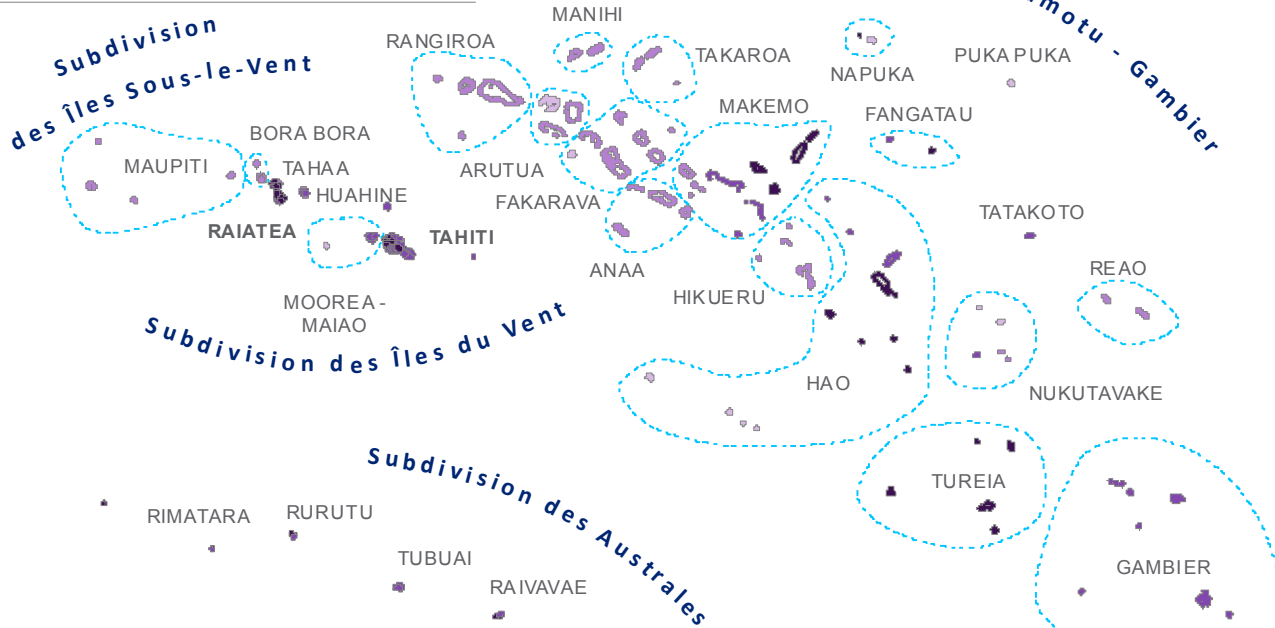 MANIHI
Subdivision
des Îles Sous-le-Vent
RANGIROA
TAKAROA
NAPUKA
PUKA PUKA
- Gambier
MAKEMO
FANGATAU
BORA BORA
MAUPITI
TAHAA
HUAHINE
ARUTUA
FAKARAVA
RAIATEA
TAHITI
TATAKOTO
ANAA
REAO
HIKUERU
MOOREA -
MAIAO
Subdivision des Îles du Vent
HAO
NUKUTAVAKE
Subdivision des Australes
TUREIA
RIMATARA
RURUTU
TUBUAI
RAIVAVAE
GAMBIER